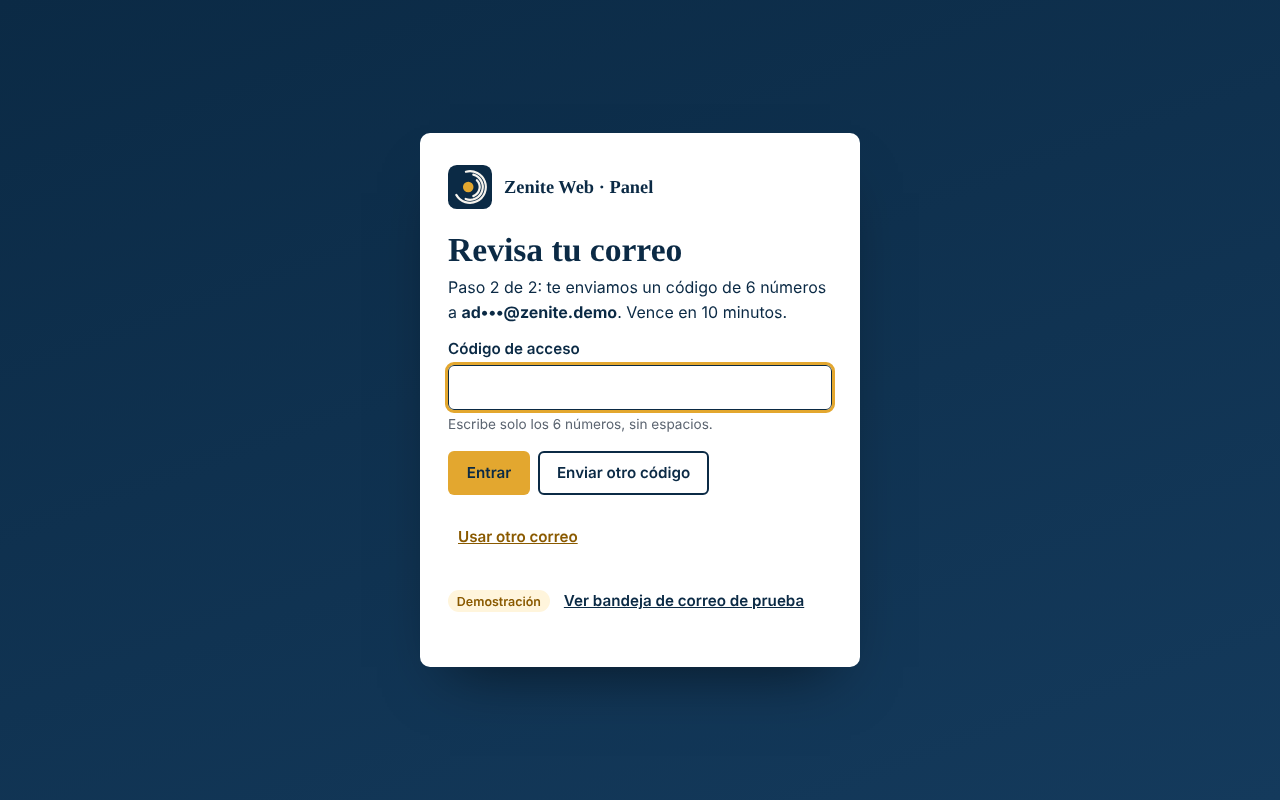 Zenite Web · Panel
Revisa tu correo
Paso 2 de 2: te enviamos un código de 6 números
a ad•••@zenite.demo. Vence en 10 minutos.
Código de acceso
Escribe solo los 6 números, sin espacios.
Entrar
Enviar otro código
Usar otro correo
Demostración
Ver bandeja de correo de prueba